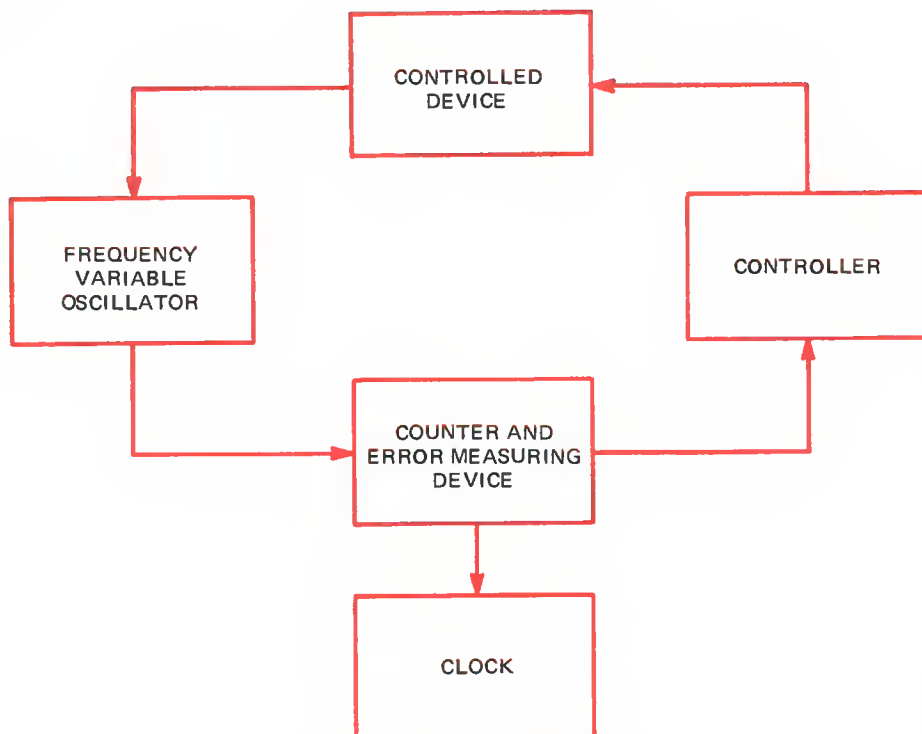 CONTROLLED
DEVICE
FREQUENCY
VARIABLE
OSCILLATOR
CONTROLLER
COUNTER AND
ERROR MEASURING
DEVICE
CLOCK